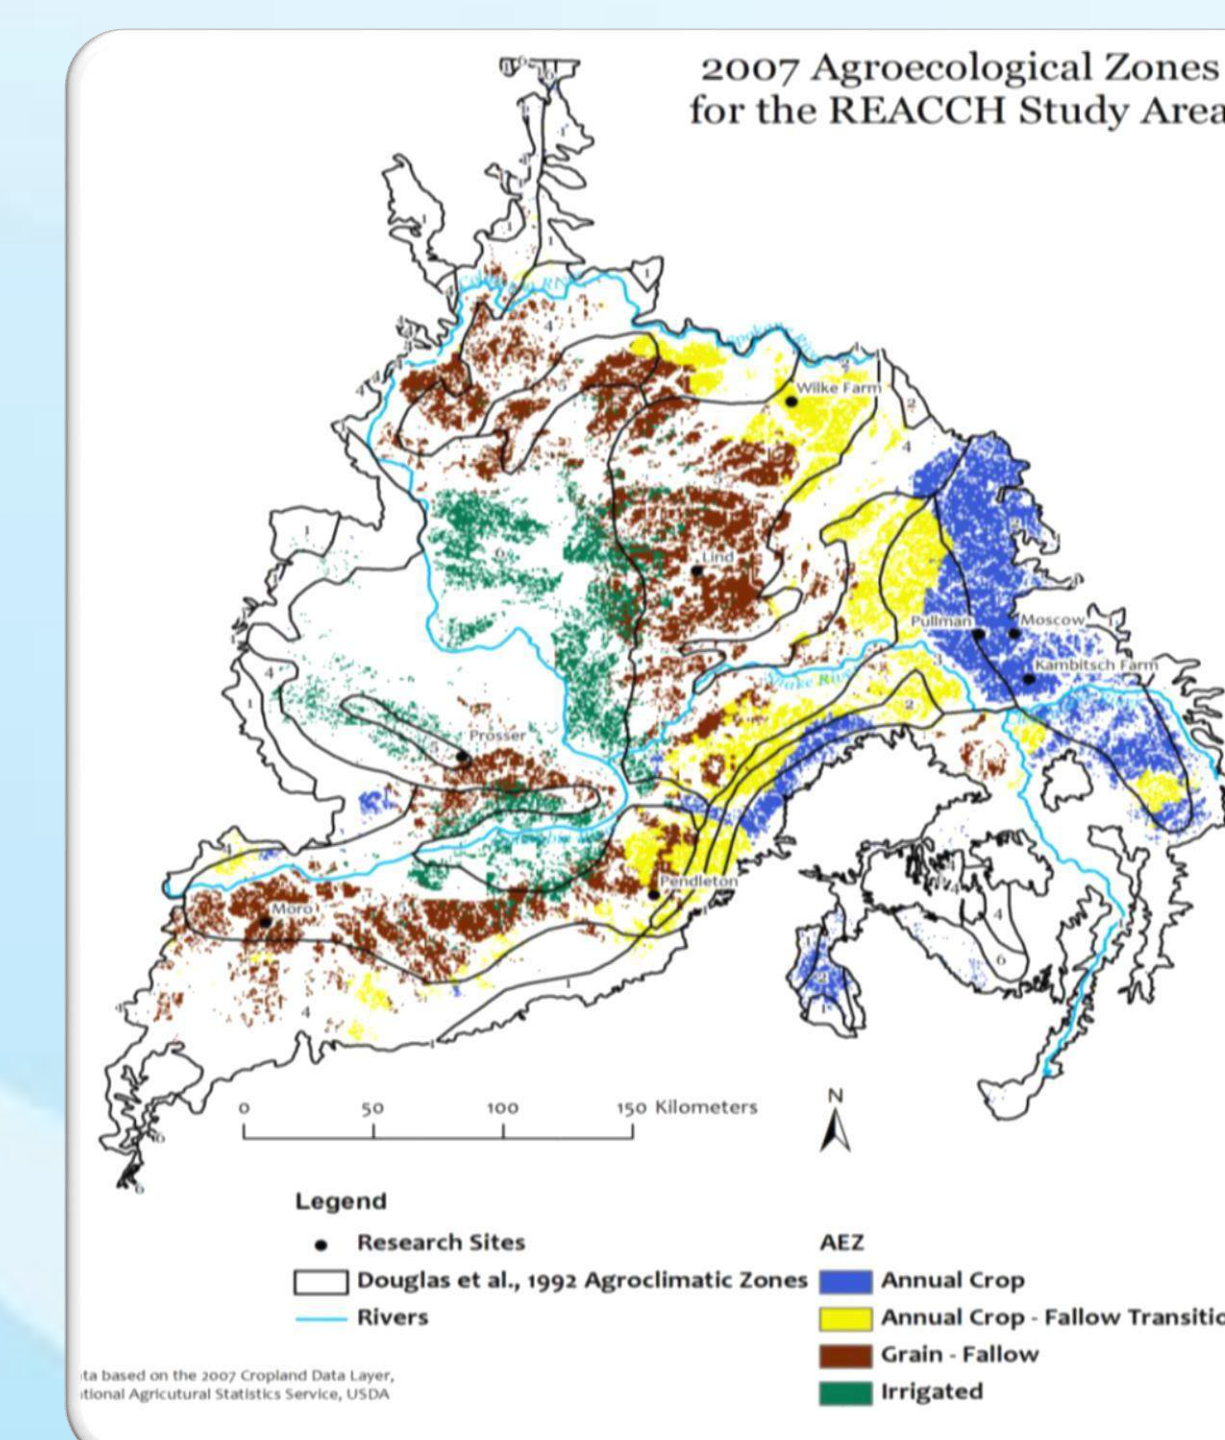 2007 Agroecological Zones
for the REACCH Study Area
Wilke Farm
Lind
Pullman
Moscow
Kambitsch Farm
Snake River
Prosser
Pendleton
Moro
0 50 100 150 Kilometers
N
Legend
Research Sites
Douglas et al., 1992 Agroclimatic Zones
Rivers
AEZ
Annual Crop
Annual Crop - Fallow Transitio
Grain - Fallow
Irrigated
ta based on the 2007 Cropland Data Layer,
tional Agricutural Statistics Service, USDA